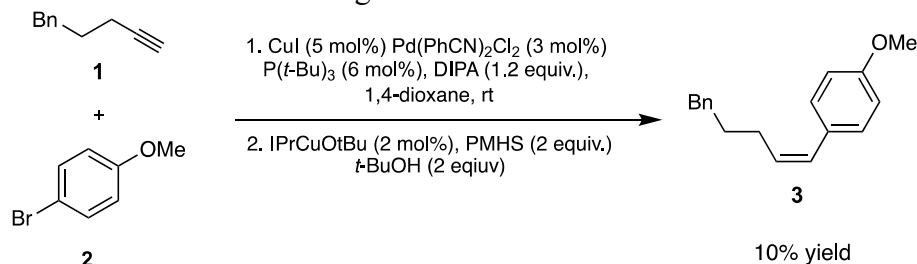 Bn
1
+
OMe
Br
2
1. CuI (5 mol%) Pd(PhCN)2Cl2 (3 mol%)
P(t-Bu)3 (6 mol%), DIPA (1.2 equiv.),
1,4-dioxane, rt
2. IPrCuOtBu (2 mol%), PMHS (2 equiv.)
t-BuOH (2 eqiuv)
OMe
Bn
3
10% yield